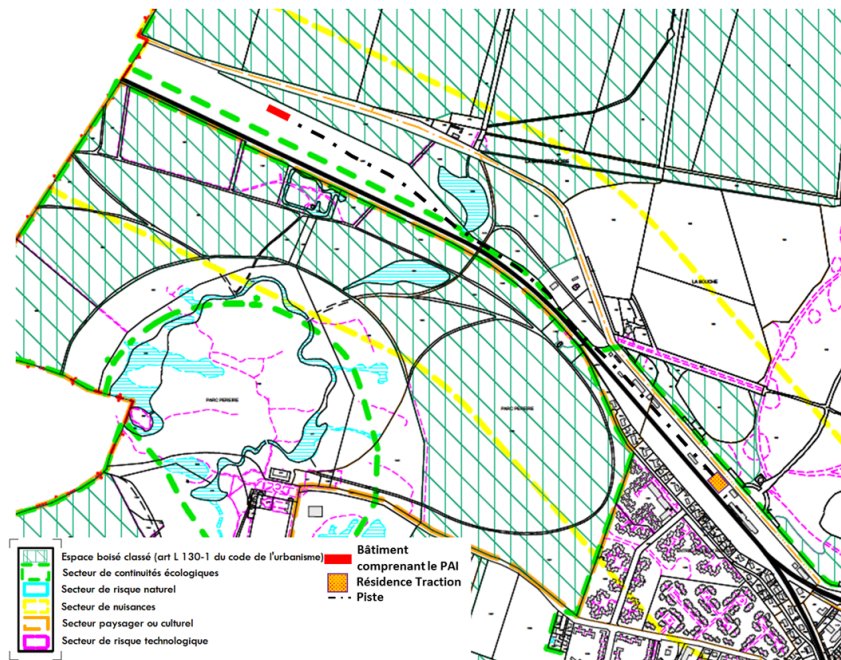 LA BOUCHE
PARC PEREIRE
PARC PEREIRE
Espace boisé classé (art L 130-1 du code de l'urbanisme)
Secteur de continuités écologiques
Secteur de risque naturel
Secteur de nuisances
Secteur paysager ou culturel
Secteur de risque technologique
Bâtiment
comprenant le PAI
Résidence Traction
Piste